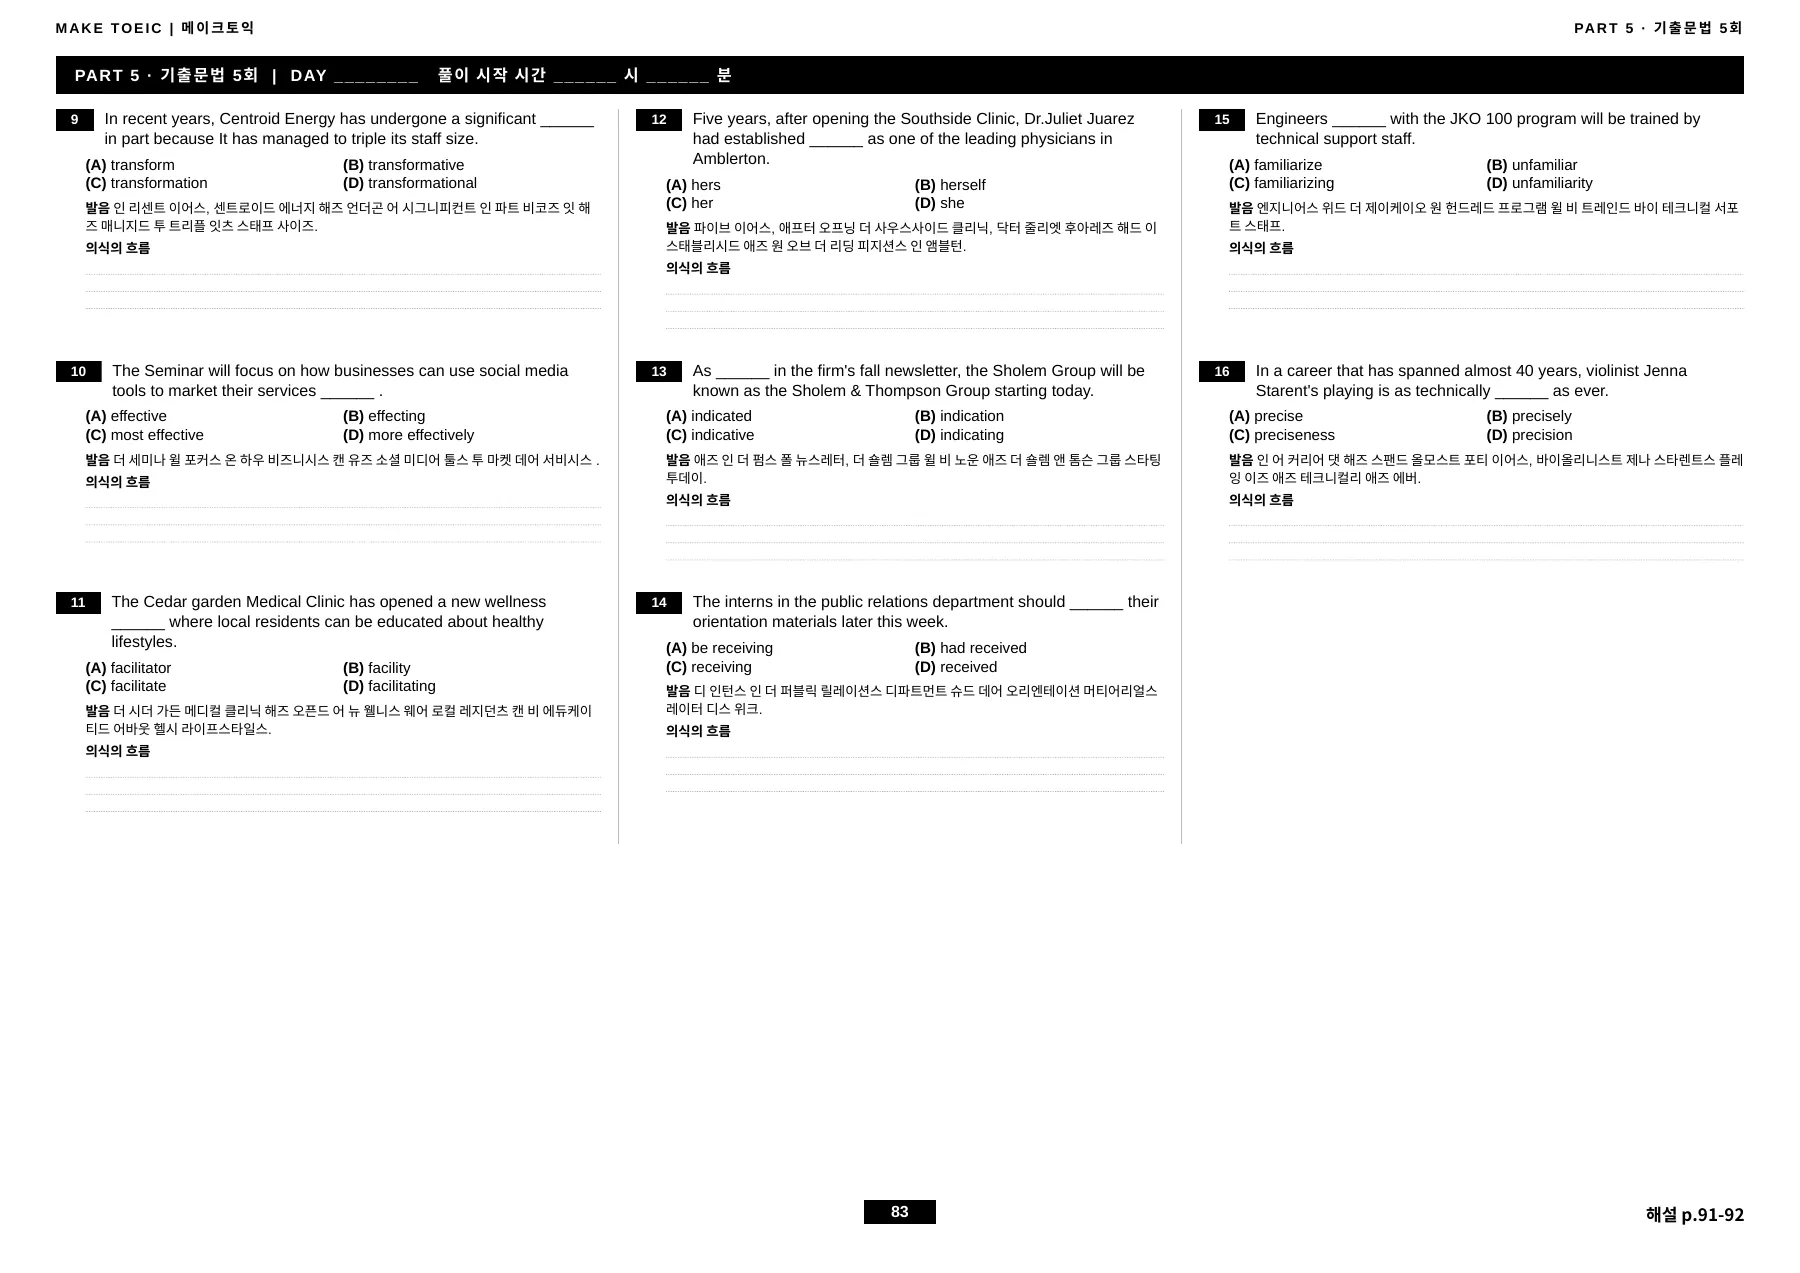 MAKE TOEIC | 메이크토익
PART 5 · 기출문법 5회
PART 5 · 기출문법 5회 | DAY ________ 풀이 시작 시간 ______ 시 ______ 분
9 In recent years, Centroid Energy has undergone a significant ______
in part because It has managed to triple its staff size.
(A) transform (B) transformative
(C) transformation (D) transformational
발음 인 리센트 이어스, 센트로이드 에너지 해즈 언더곤 어 시그니피컨트 인 파트 비코즈 잇 해
즈 매니지드 투 트리플 잇츠 스태프 사이즈.
의식의 흐름
10 The Seminar will focus on how businesses can use social media
tools to market their services ______ .
(A) effective (B) effecting
(C) most effective (D) more effectively
발음 더 세미나 윌 포커스 온 하우 비즈니시스 캔 유즈 소셜 미디어 툴스 투 마켓 데어 서비시스 .
의식의 흐름
11 The Cedar garden Medical Clinic has opened a new wellness
______ where local residents can be educated about healthy
lifestyles.
(A) facilitator (B) facility
(C) facilitate (D) facilitating
발음 더 시더 가든 메디컬 클리닉 해즈 오픈드 어 뉴 웰니스 웨어 로컬 레지던츠 캔 비 에듀케이
티드 어바웃 헬시 라이프스타일스.
의식의 흐름
12 Five years, after opening the Southside Clinic, Dr.Juliet Juarez
had established ______ as one of the leading physicians in
Amblerton.
(A) hers (B) herself
(C) her (D) she
발음 파이브 이어스, 애프터 오프닝 더 사우스사이드 클리닉, 닥터 줄리엣 후아레즈 해드 이
스태블리시드 애즈 원 오브 더 리딩 피지션스 인 앰블턴.
의식의 흐름
13 As ______ in the firm's fall newsletter, the Sholem Group will be
known as the Sholem & Thompson Group starting today.
(A) indicated (B) indication
(C) indicative (D) indicating
발음 애즈 인 더 펌스 폴 뉴스레터, 더 숄렘 그룹 윌 비 노운 애즈 더 숄렘 앤 톰슨 그룹 스타팅
투데이.
의식의 흐름
14 The interns in the public relations department should ______ their
orientation materials later this week.
(A) be receiving (B) had received
(C) receiving (D) received
발음 디 인턴스 인 더 퍼블릭 릴레이션스 디파트먼트 슈드 데어 오리엔테이션 머티어리얼스
레이터 디스 위크.
의식의 흐름
15 Engineers ______ with the JKO 100 program will be trained by
technical support staff.
(A) familiarize (B) unfamiliar
(C) familiarizing (D) unfamiliarity
발음 엔지니어스 위드 더 제이케이오 원 헌드레드 프로그램 윌 비 트레인드 바이 테크니컬 서포
트 스태프.
의식의 흐름
16 In a career that has spanned almost 40 years, violinist Jenna
Starent's playing is as technically ______ as ever.
(A) precise (B) precisely
(C) preciseness (D) precision
발음 인 어 커리어 댓 해즈 스팬드 올모스트 포티 이어스, 바이올리니스트 제나 스타렌트스 플레
잉 이즈 애즈 테크니컬리 애즈 에버.
의식의 흐름
83
해설 p.91-92